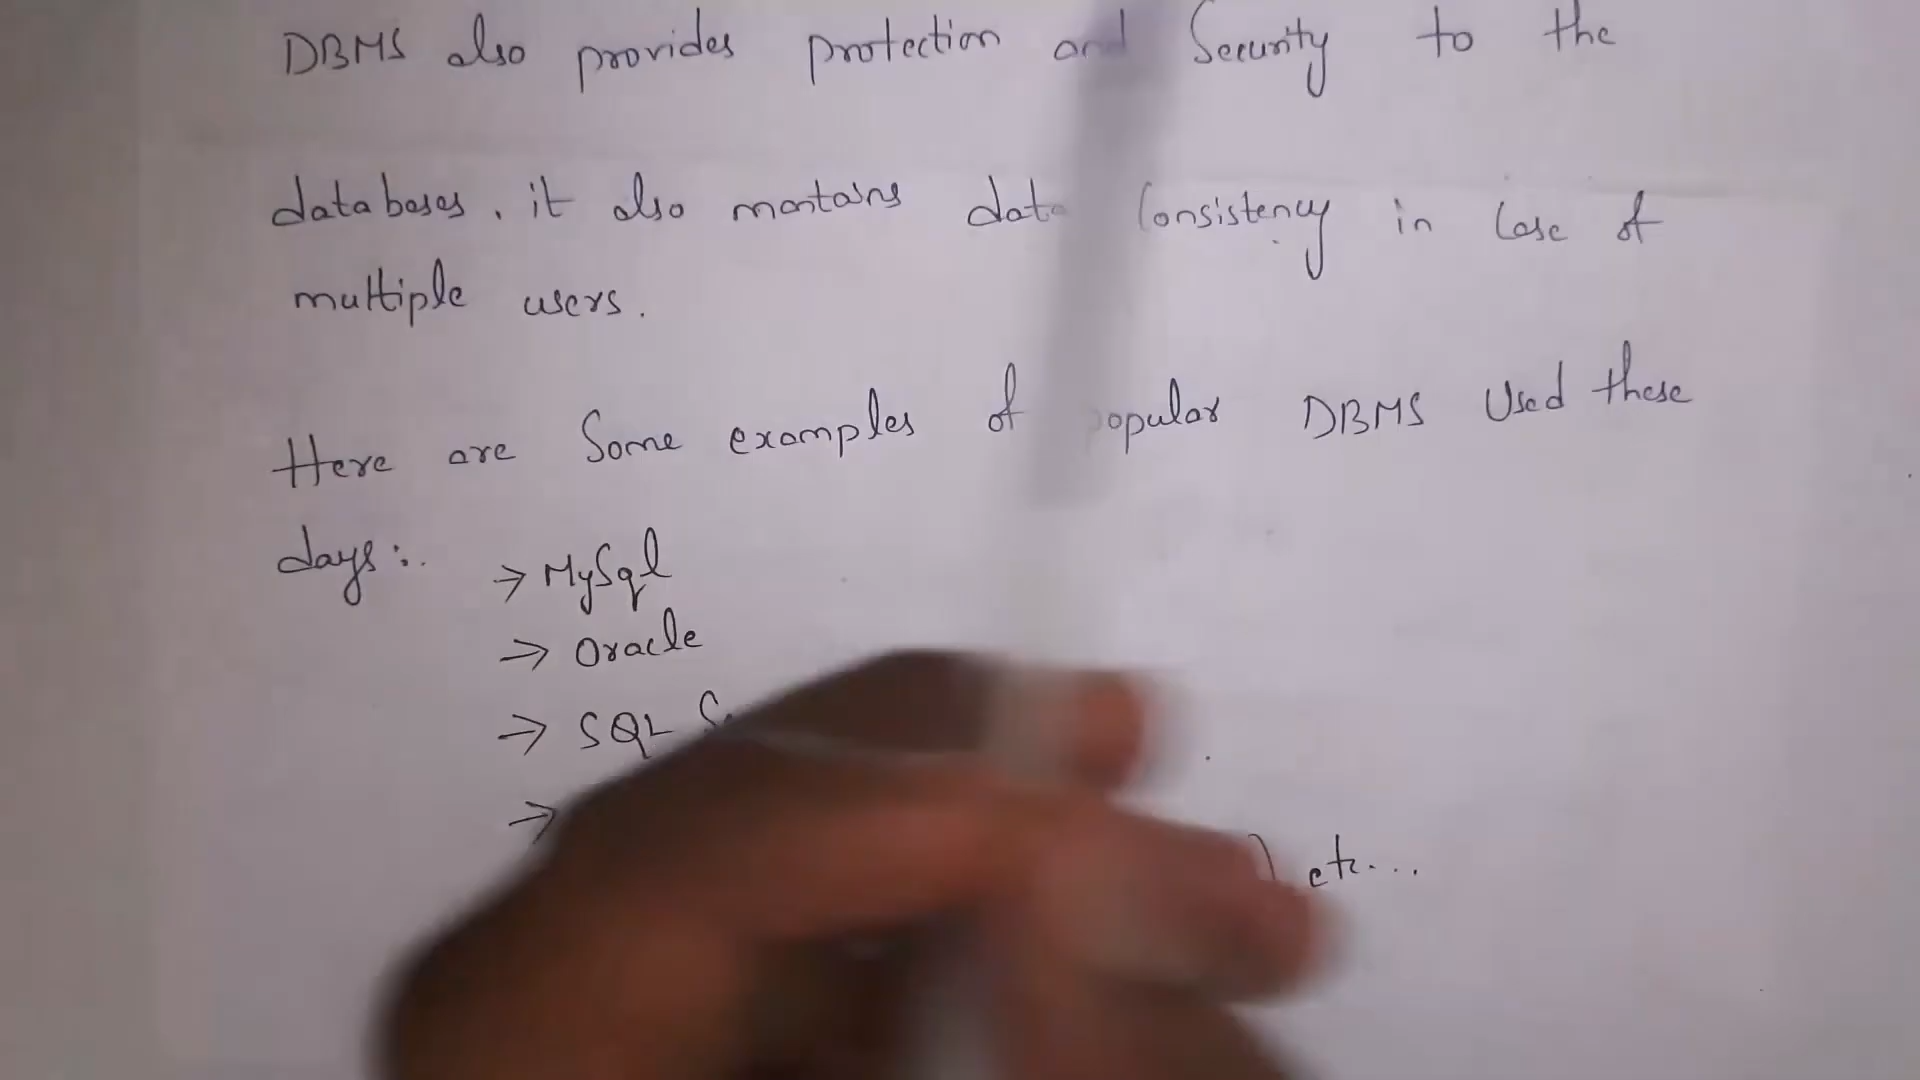 DBMS also provides protection and Security to the
databases. it also mantains data Consistency in Case of
multiple users.
Here are Some examples of popular DBMS Used these
days:.
→ MySql
→ Oracle
→ SQL
→
) etc...